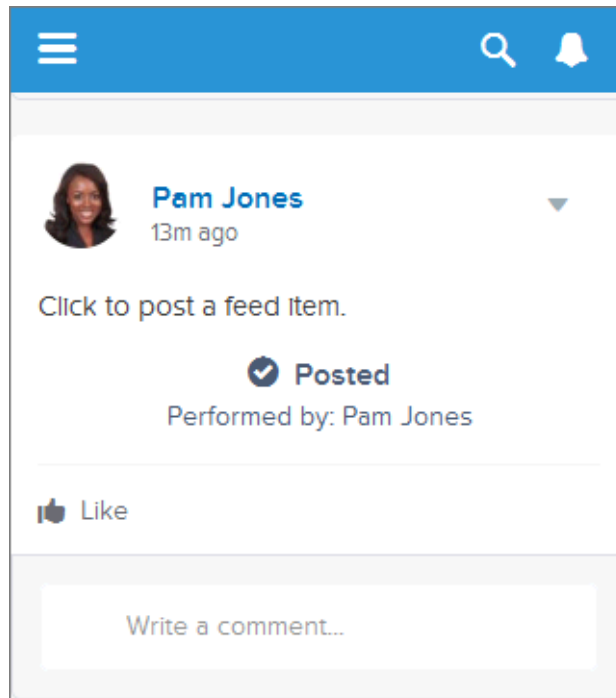 Pam Jones
13m ago
Click to post a feed item.
Posted
Performed by: Pam Jones
Like
Write a comment...